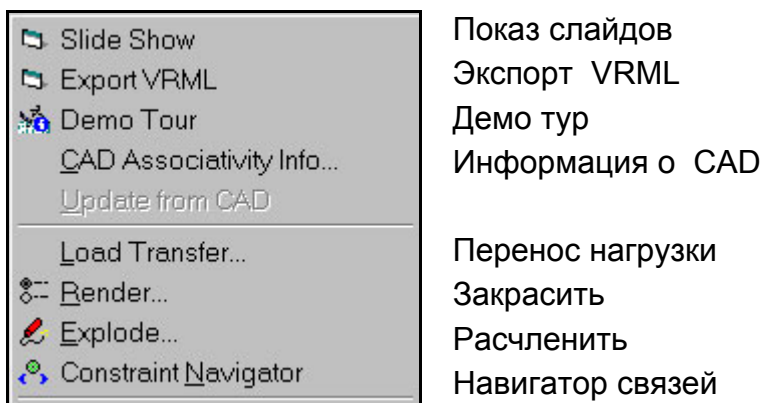 Slide Show Показ слайдов
Export VRML Экспорт VRML
Demo Tour Демо тур
CAD Associativity Info... Информация о CAD
Update from CAD
Load Transfer... Перенос нагрузки
Render... Закрасить
Explode... Расчленить
Constraint Navigator Навигатор связей